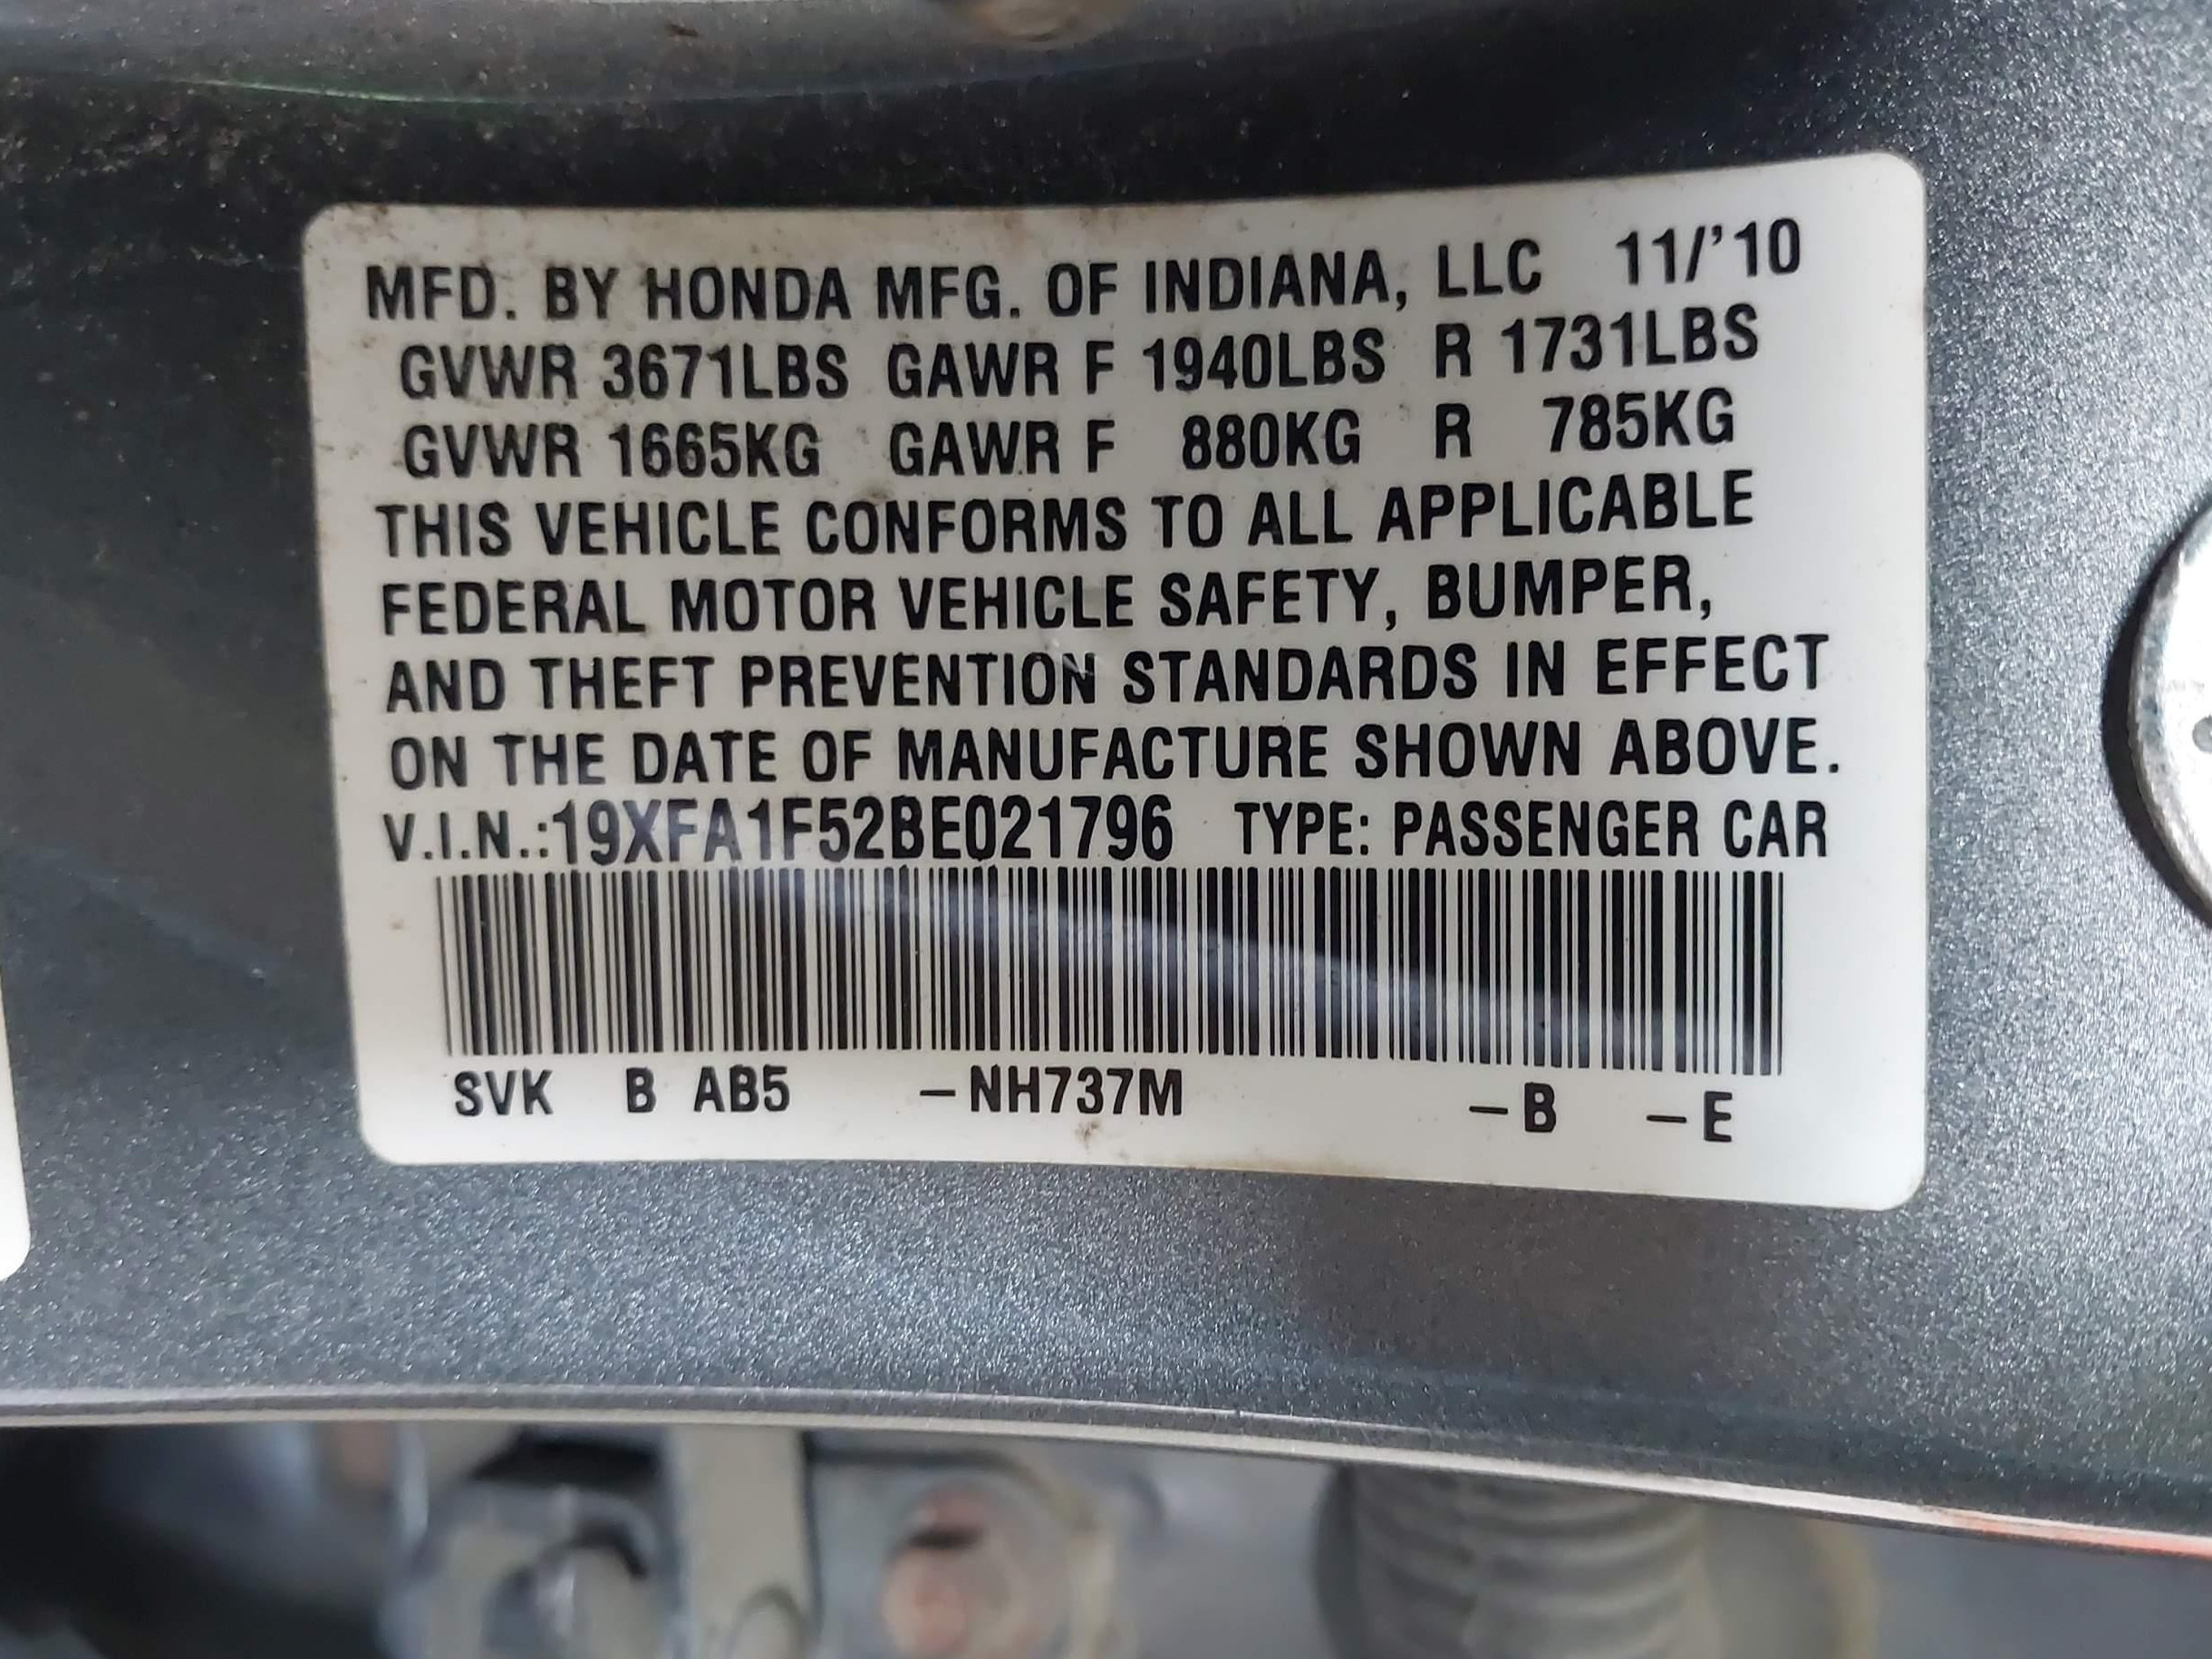 MFD. BY HONDA MFG. OF INDIANA, LLC 11/'10
GVWR 3671LBS GAWR F 1940LBS R 1731LBS
GVWR 1665KG GAWR F 880KG R 785KG
THIS VEHICLE CONFORMS TO ALL APPLICABLE
FEDERAL MOTOR VEHICLE SAFETY, BUMPER,
AND THEFT PREVENTION STANDARDS IN EFFECT
ON THE DATE OF MANUFACTURE SHOWN ABOVE.
V.I.N.:19XFA1F52BE021796 TYPE: PASSENGER CAR
SVK B AB5 –NH737M –B –E